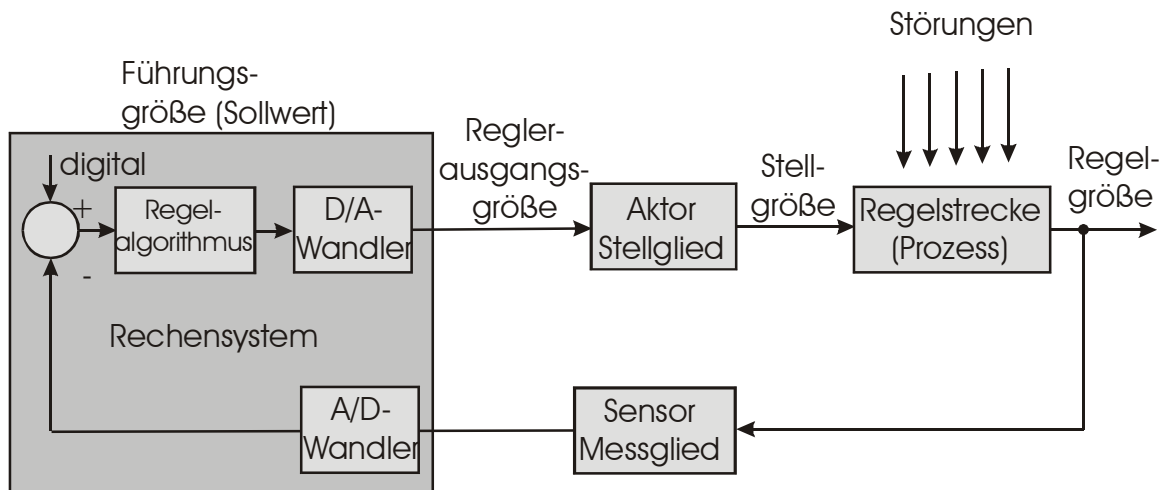 Störungen
Führungs-
größe (Sollwert)
digital
+
-
Regel-
algorithmus
D/A-
Wandler
Regler-
ausgangs-
größe
Aktor
Stellglied
Stell-
größe
Regelstrecke
(Prozess)
Regel-
größe
Rechensystem
A/D-
Wandler
Sensor
Messglied